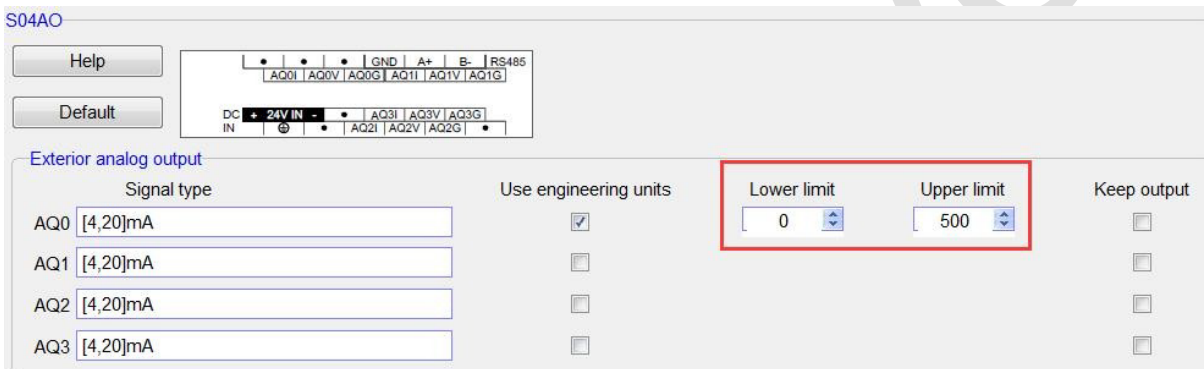 S04AO
Help
• • • GND A+ B- RS485
AQ0I AQ0V AQ0G AQ1I AQ1V AQ1G
Default
DC + 24V IN - • AQ3I AQ3V AQ3G
IN • AQ2I AQ2V AQ2G •
Exterior analog output
Signal type Use engineering units Lower limit Upper limit Keep output
AQ0 [4,20]mA 0 500
AQ1 [4,20]mA
AQ2 [4,20]mA
AQ3 [4,20]mA